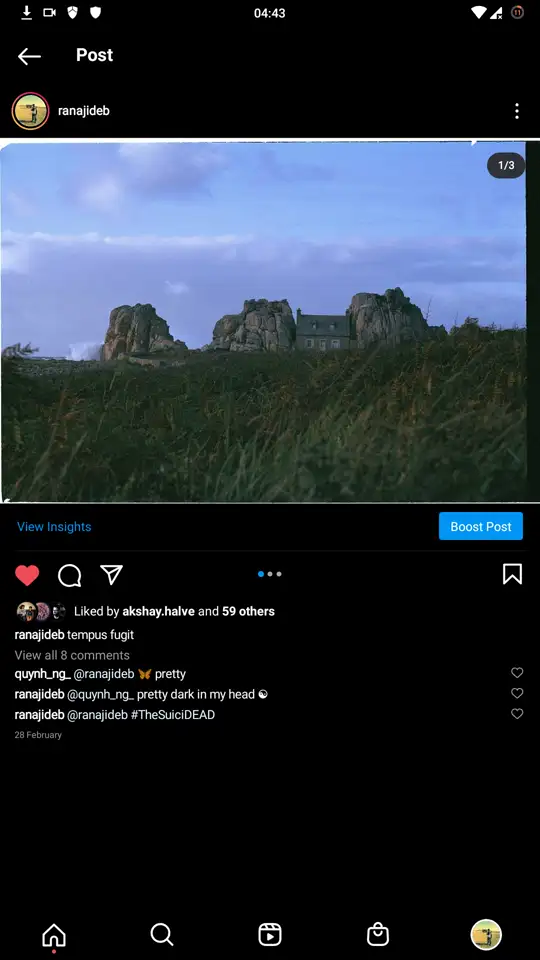 04:43
11
Post
ranajideb
1/3
View Insights
Boost Post
Liked by akshay.halve and 59 others
ranajideb tempus fugit
View all 8 comments
quynh_ng_ @ranajideb 🦋 pretty
ranajideb @quynh_ng_ pretty dark in my head ☯
ranajideb @ranajideb #TheSuiciDEAD
28 February